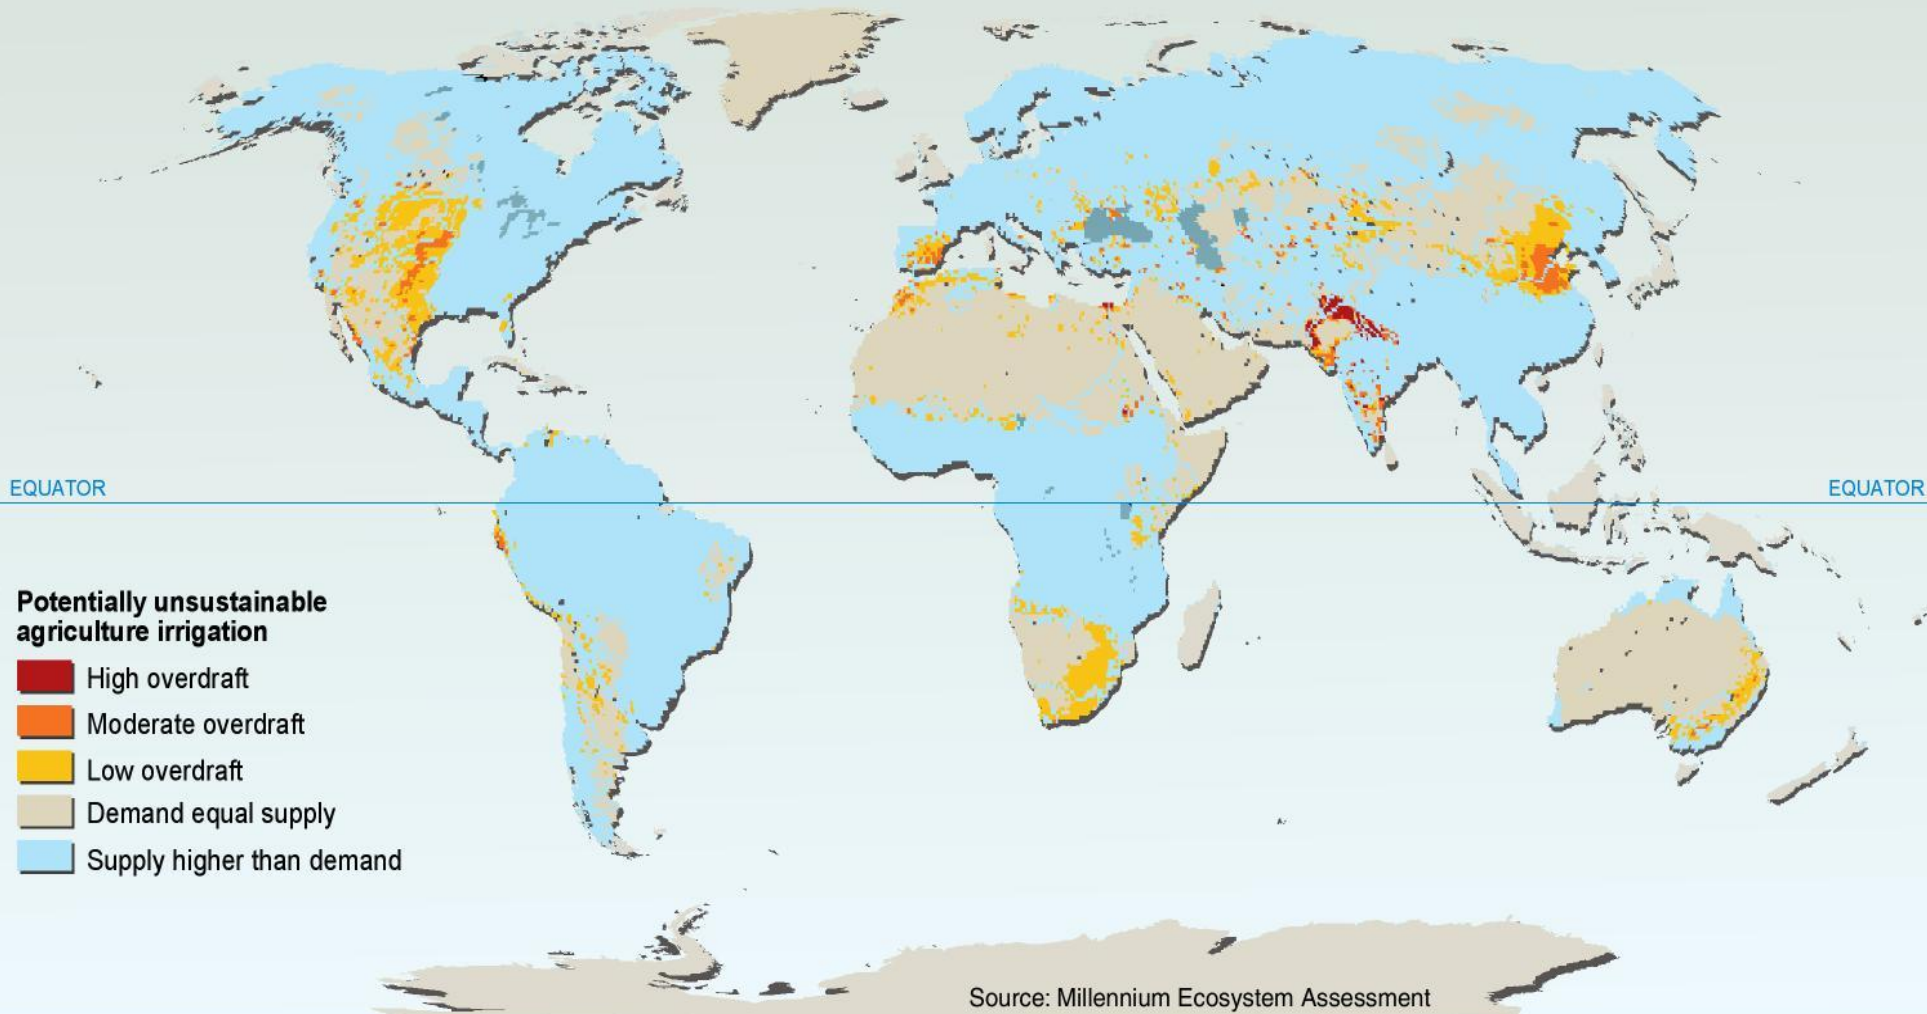 EQUATOR
EQUATOR
Potentially unsustainable
agriculture irrigation
High overdraft
Moderate overdraft
Low overdraft
Demand equal supply
Supply higher than demand
Source: Millennium Ecosystem Assessment